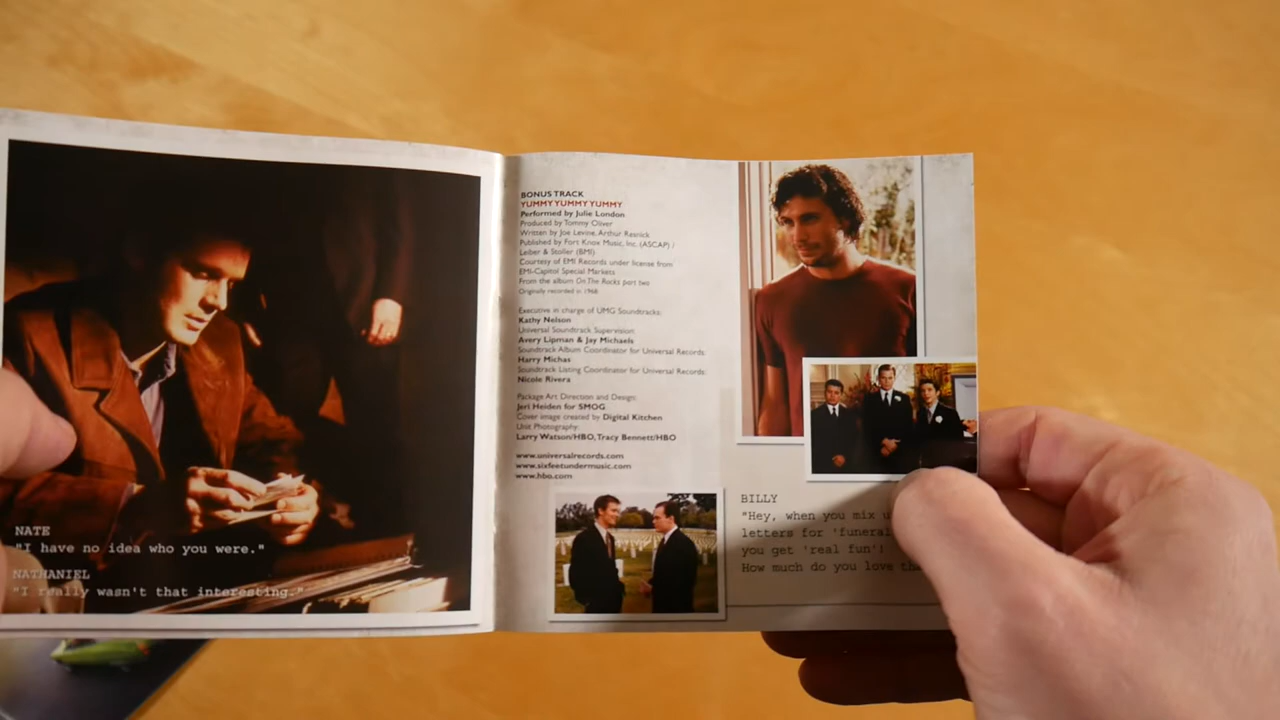 NATE
"I have no idea who you were."
NATHANIEL
"I really wasn't that interesting."
BONUS TRACK
YUMMY YUMMY YUMMY
Performed by Julie London
Produced by Tommy Oliver
Written by Joe Levine, Arthur Resnick
Published by Fort Knox Music, Inc. (ASCAP) /
Leiber & Stoller (BMI)
Courtesy of EMI Records under license from
EMI-Capitol Special Markets
From the album On The Rocks part two
Originally recorded in 1968
Executive in charge of UMG Soundtracks:
Kathy Nelson
Universal Soundtrack Supervision:
Avery Lipman & Jay Michaels
Soundtrack Album Coordinator for Universal Records:
Harry Michas
Soundtrack Listing Coordinator for Universal Records:
Nicole Rivera
Package Art Direction and Design:
Jeri Heiden for SMOG
Cover image created by Digital Kitchen
Unit Photography:
Larry Watson/HBO, Tracy Bennett/HBO
www.universalrecords.com
www.sixfeetundermusic.com
www.hbo.com
BILLY
"Hey, when you mix
letters for 'funeral
you get 'real fun'!
How much do you love